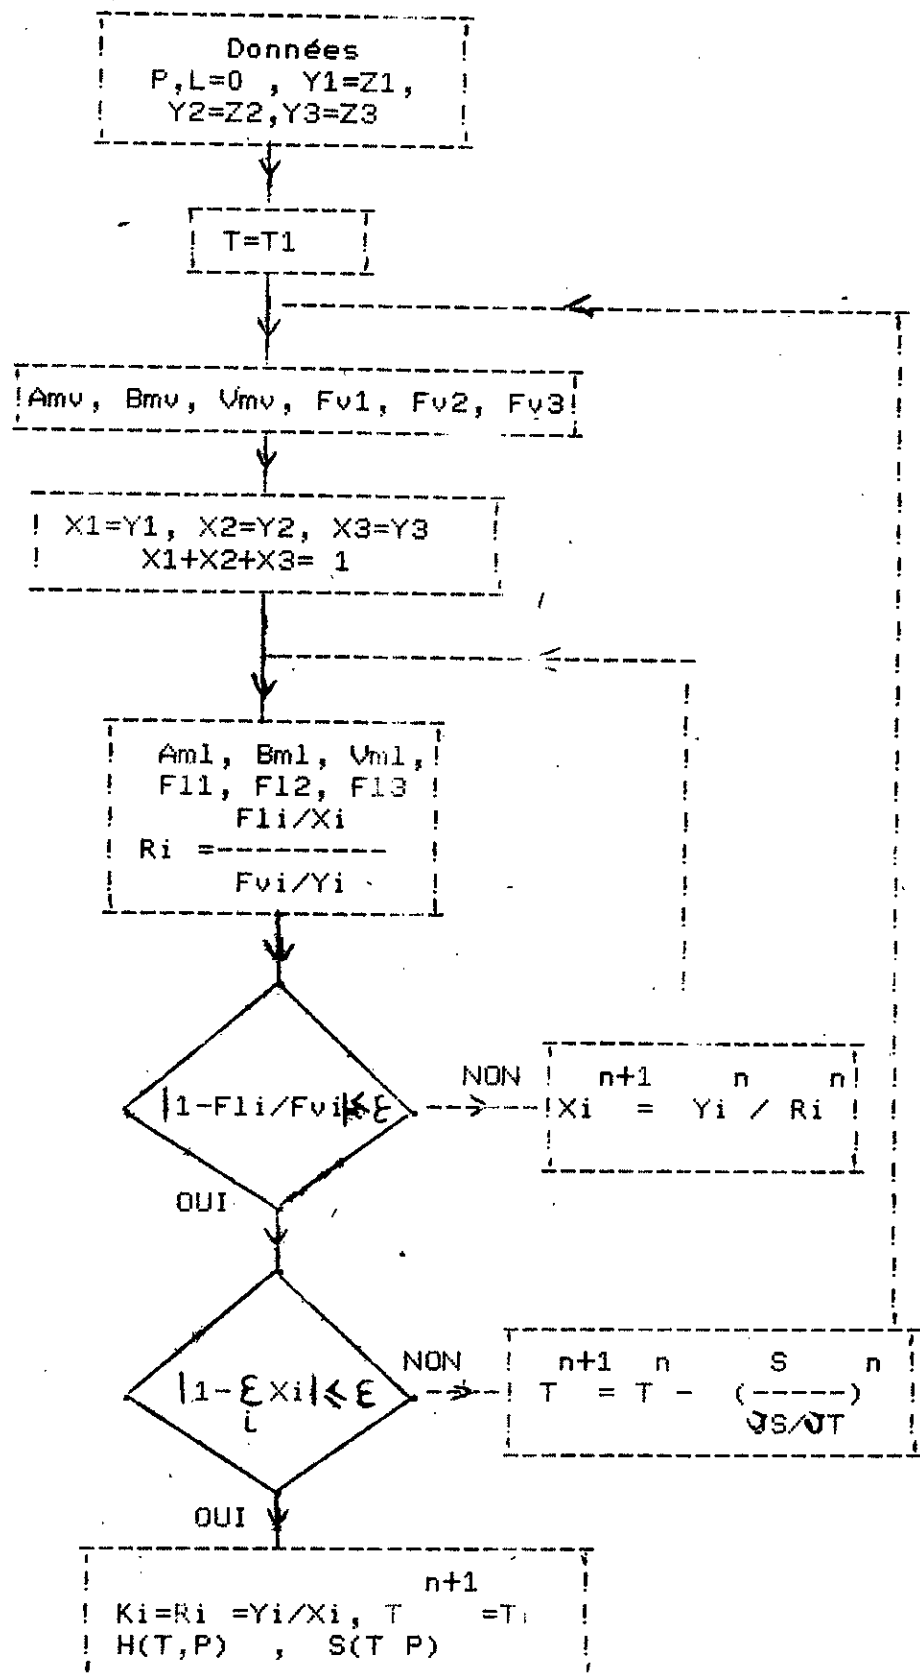 Données
P,L=0 , Y1=Z1,
Y2=Z2,Y3=Z3
T=T1
Amv, Bmv, Vmv, Fv1, Fv2, Fv3
X1=Y1, X2=Y2, X3=Y3
X1+X2+X3= 1
Aml, Bml, Vml,
Fl1, Fl2, Fl3
Fli/Xi
Ri =----------
Fvi/Yi
|1-Fli/Fvi|≤ε
NON
n+1 n n
Xi = Yi / Ri
OUI
|1-Σ Xi|≤ε
i
NON
n+1 n S n
T = T - (-----)
∂S/∂T
OUI
n+1
Ki=Ri =Yi/Xi, T =T
H(T,P) , S(T P)